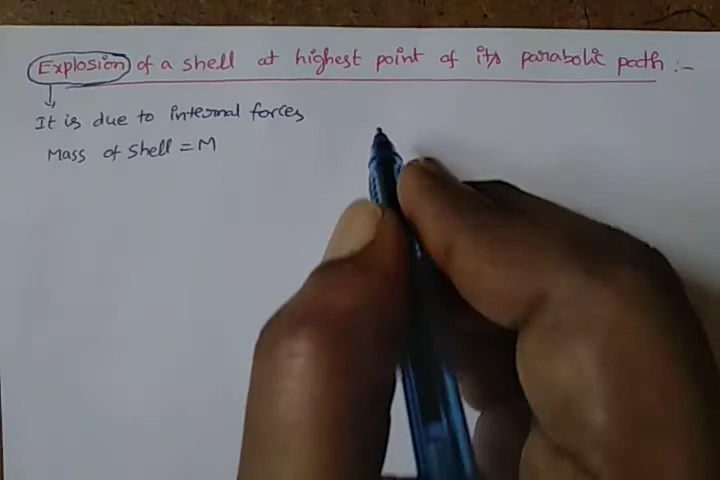 Explosion of a shell at highest point of its parabolic path :-
It is due to internal forces
Mass of shell = M